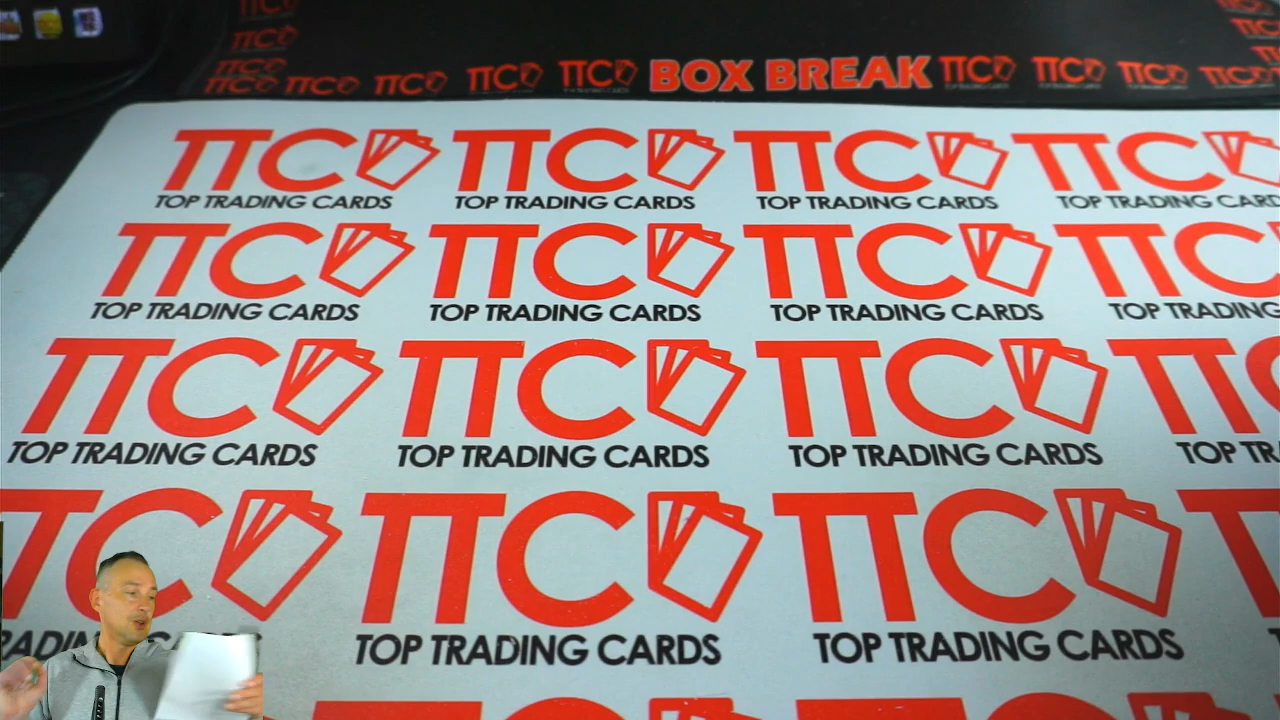 TTC
TTC
TTC TTC TTC TTC TTC BOX BREAK TTC TTC TTC TTC
TTC TTC TTC TTC
TOP TRADING CARDS TOP TRADING CARDS TOP TRADING CARDS TOP TRADING CARD
TTC TTC TTC TTC
TOP TRADING CARDS TOP TRADING CARDS TOP TRADING CARDS TOP TRADING
TTC TTC TTC TTC
TOP TRADING CARDS TOP TRADING CARDS TOP TRADING CARDS TOP TR
TTC TTC TTC T
RADING CARDS TOP TRADING CARDS TOP TRADING CARDS T